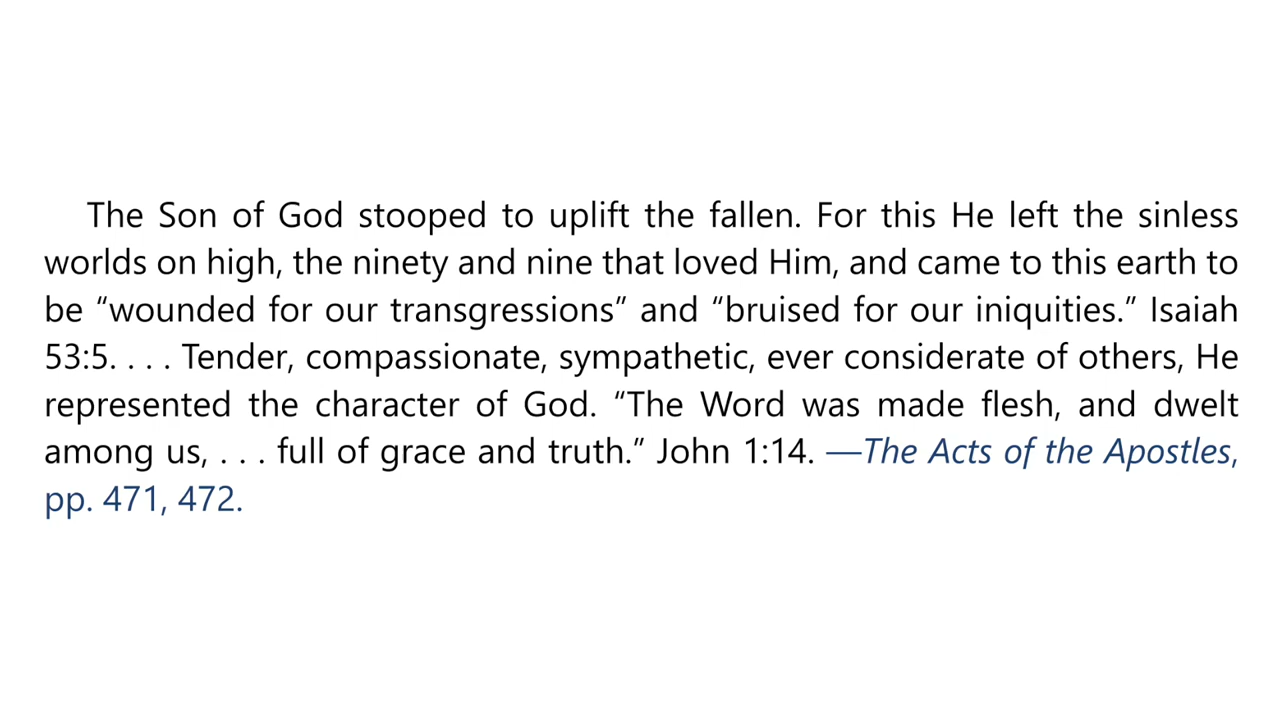 The Son of God stooped to uplift the fallen. For this He left the sinless
worlds on high, the ninety and nine that loved Him, and came to this earth to
be “wounded for our transgressions” and “bruised for our iniquities.” Isaiah
53:5. . . . Tender, compassionate, sympathetic, ever considerate of others, He
represented the character of God. “The Word was made flesh, and dwelt
among us, . . . full of grace and truth.” John 1:14. —The Acts of the Apostles,
pp. 471, 472.